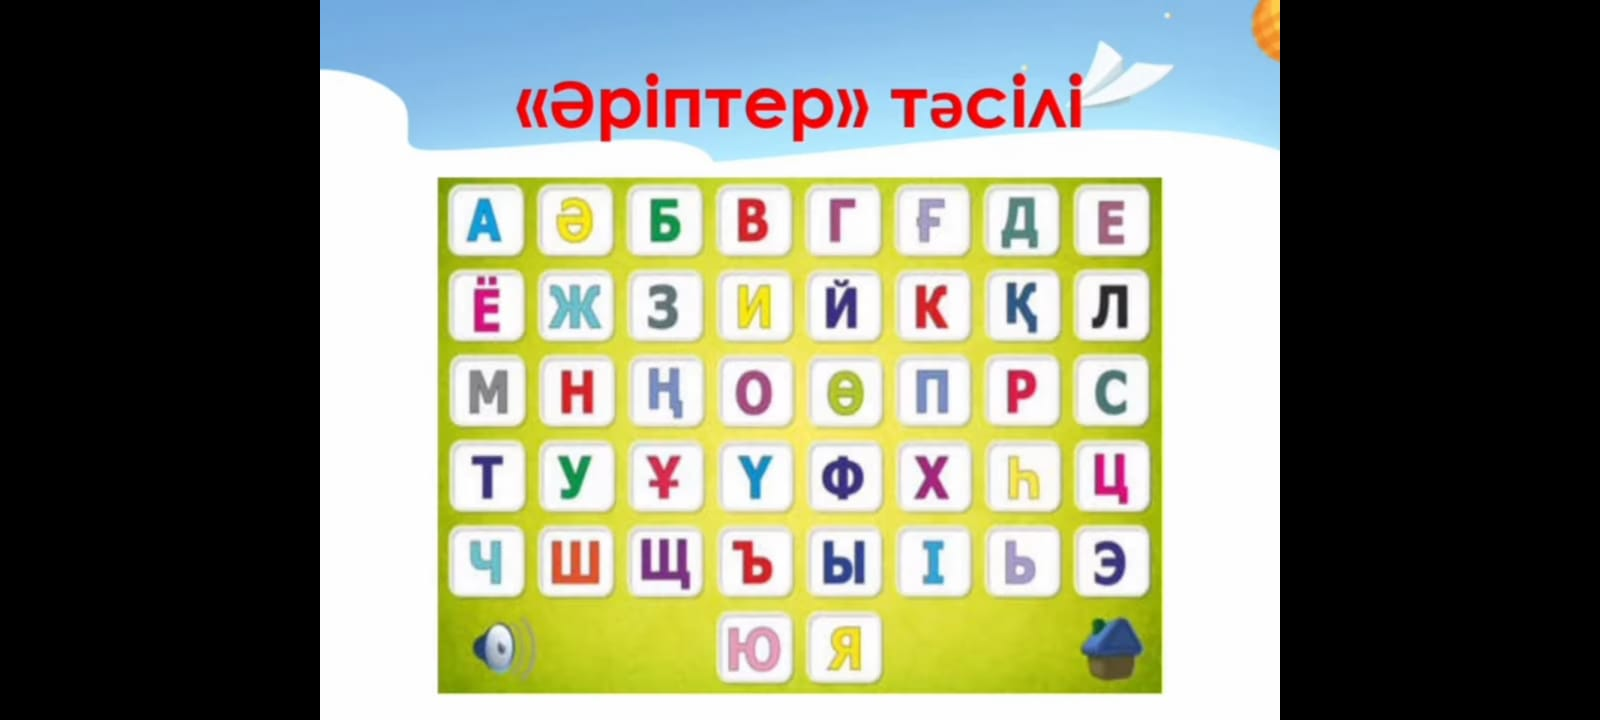 «Әріптер» тәсілі
А Ә Б В Г Ғ Д Е
Ё Ж З И Й К Қ Л
М Н Ң О Ө П Р С
Т У Ұ Ү Ф Х Һ Ц
Ч Ш Щ Ъ Ы І Ь Э
Ю Я